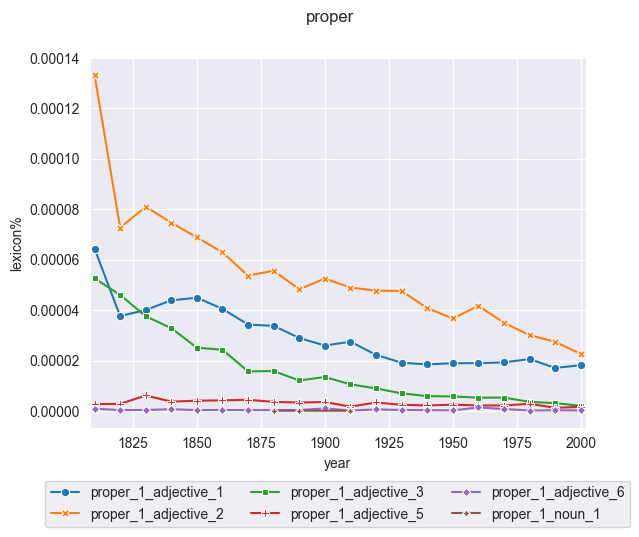 proper
0.00014
0.00012
0.00010
0.00008
0.00006
0.00004
0.00002
0.00000
lexicon%
1825 1850 1875 1900 1925 1950 1975 2000
year
proper_1_adjective_1 proper_1_adjective_3 proper_1_adjective_6
proper_1_adjective_2 proper_1_adjective_5 proper_1_noun_1